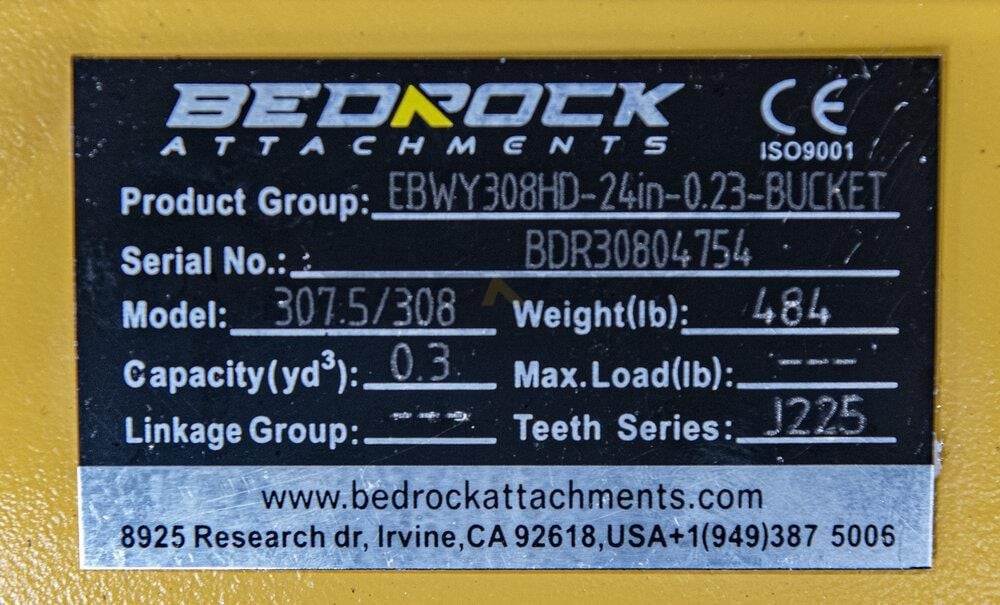 BEDROCK
ATTACHMENTS
CE
ISO9001
Product Group: EBWY308HD-24in-0.23-BUCKET
Serial No.: BDR30804754
Model: 307.5/308 Weight(lb): 484
Capacity(yd³): 0.3 Max.Load(lb): ---
Linkage Group: --- Teeth Series: J225
www.bedrockattachments.com
8925 Research dr, Irvine,CA 92618,USA+1(949)387 5006